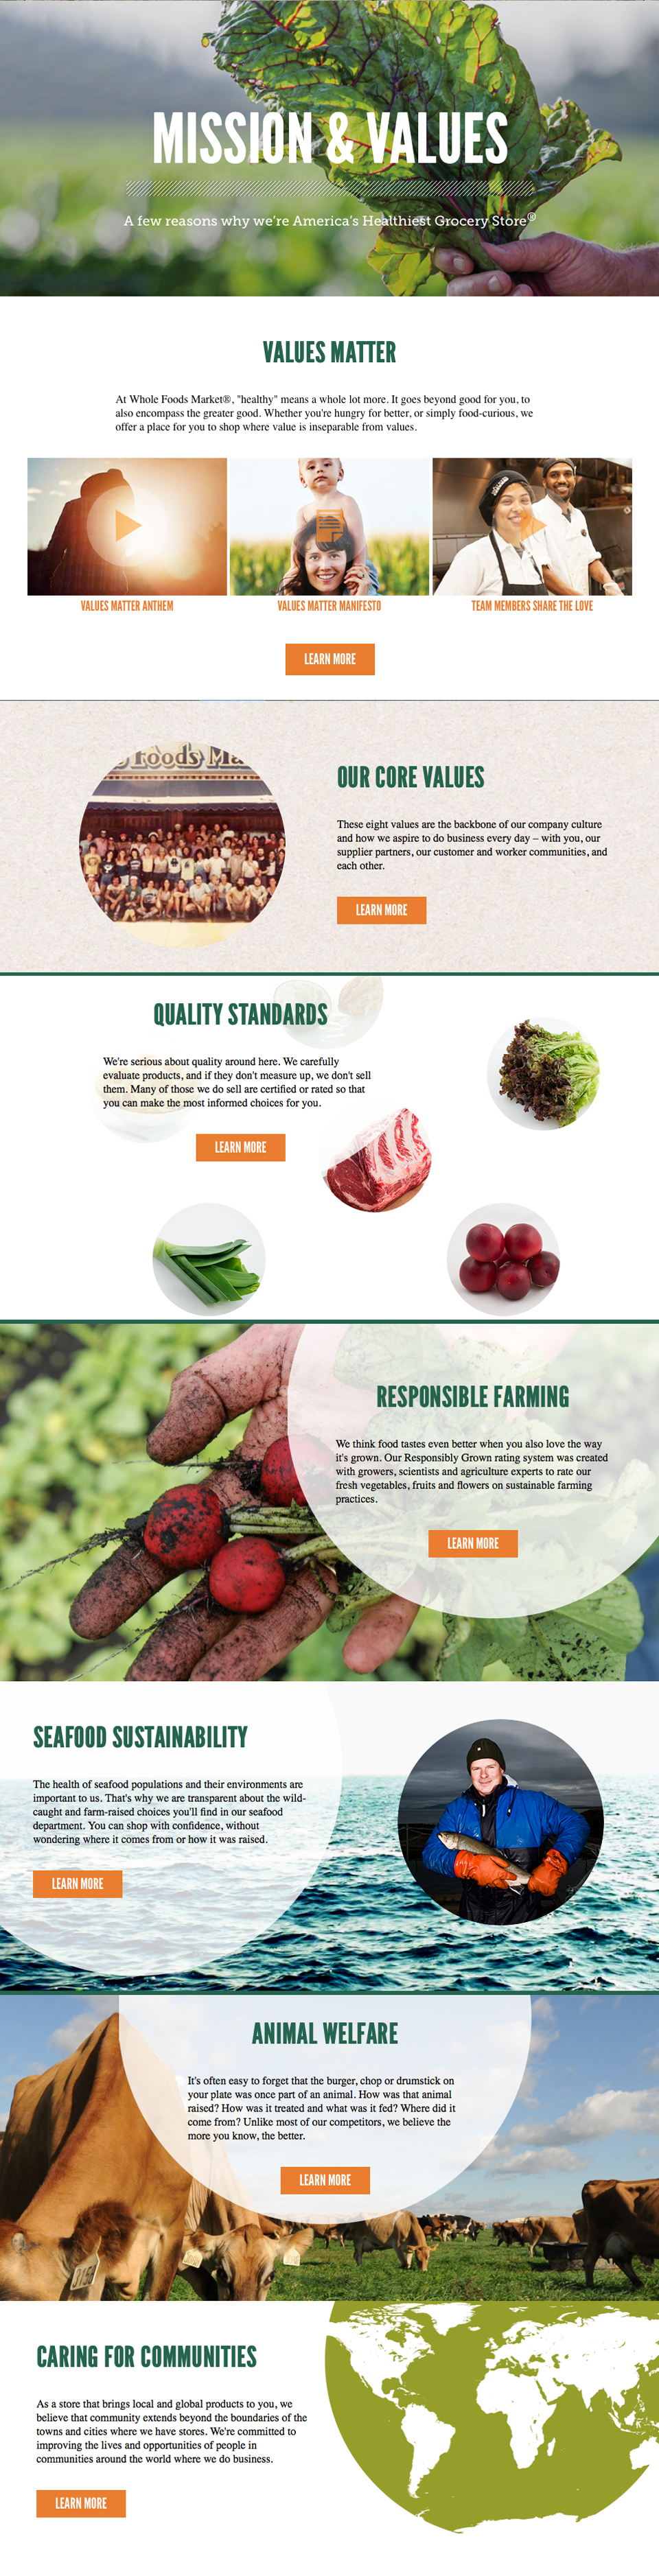 MISSION & VALUES
A few reasons why we're America's Healthiest Grocery Store®
VALUES MATTER
At Whole Foods Market®, "healthy" means a whole lot more. It goes beyond good for you, to
also encompass the greater good. Whether you're hungry for better, or simply food-curious, we
offer a place for you to shop where value is inseparable from values.
VALUES MATTER ANTHEM
VALUES MATTER MANIFESTO
TEAM MEMBERS SHARE THE LOVE
LEARN MORE
OUR CORE VALUES
These eight values are the backbone of our company culture
and how we aspire to do business every day – with you, our
supplier partners, our customer and worker communities, and
each other.
LEARN MORE
QUALITY STANDARDS
We're serious about quality around here. We carefully
evaluate products, and if they don't measure up, we don't sell
them. Many of those we do sell are certified or rated so that
you can make the most informed choices for you.
LEARN MORE
RESPONSIBLE FARMING
We think food tastes even better when you also love the way
it's grown. Our Responsibly Grown rating system was created
with growers, scientists and agriculture experts to rate our
fresh vegetables, fruits and flowers on sustainable farming
practices.
LEARN MORE
SEAFOOD SUSTAINABILITY
The health of seafood populations and their environments are
important to us. That's why we are transparent about the wild-
caught and farm-raised choices you'll find in our seafood
department. You can shop with confidence, without
wondering where it comes from or how it was raised.
LEARN MORE
ANIMAL WELFARE
It's often easy to forget that the burger, chop or drumstick on
your plate was once part of an animal. How was that animal
raised? How was it treated and what was it fed? Where did it
come from? Unlike most of our competitors, we believe the
more you know, the better.
LEARN MORE
CARING FOR COMMUNITIES
As a store that brings local and global products to you, we
believe that community extends beyond the boundaries of the
towns and cities where we have stores. We're committed to
improving the lives and opportunities of people in
communities around the world where we do business.
LEARN MORE